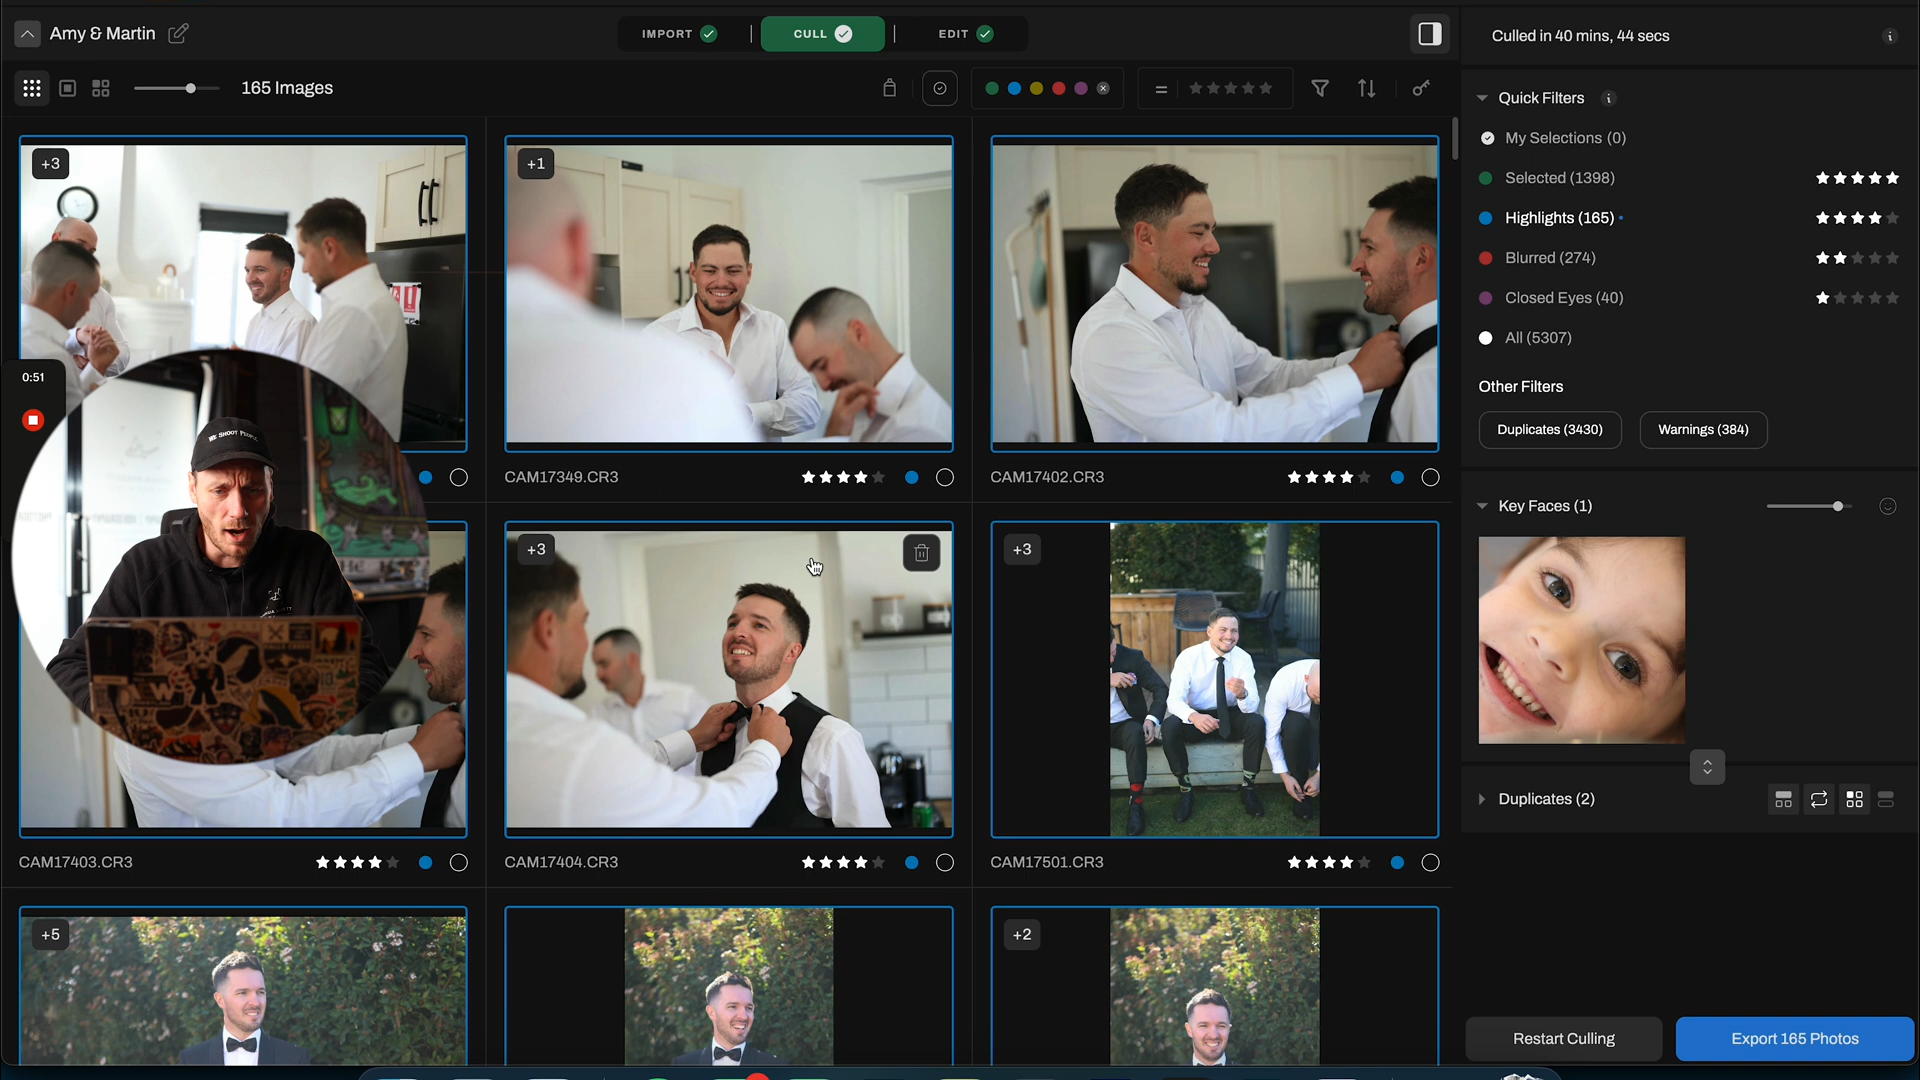 Amy & Martin
IMPORT
CULL
EDIT
Culled in 40 mins, 44 secs
165 Images
Quick Filters
My Selections (0)
Selected (1398)
Highlights (165)
Blurred (274)
Closed Eyes (40)
All (5307)
Other Filters
Duplicates (3430)
Warnings (384)
Key Faces (1)
Duplicates (2)
Restart Culling
Export 165 Photos
+3
+1
CAM17349.CR3
CAM17402.CR3
0:51
WE SHOOT PEOPLE
+3
+3
CAM17403.CR3
CAM17404.CR3
CAM17501.CR3
+5
+2